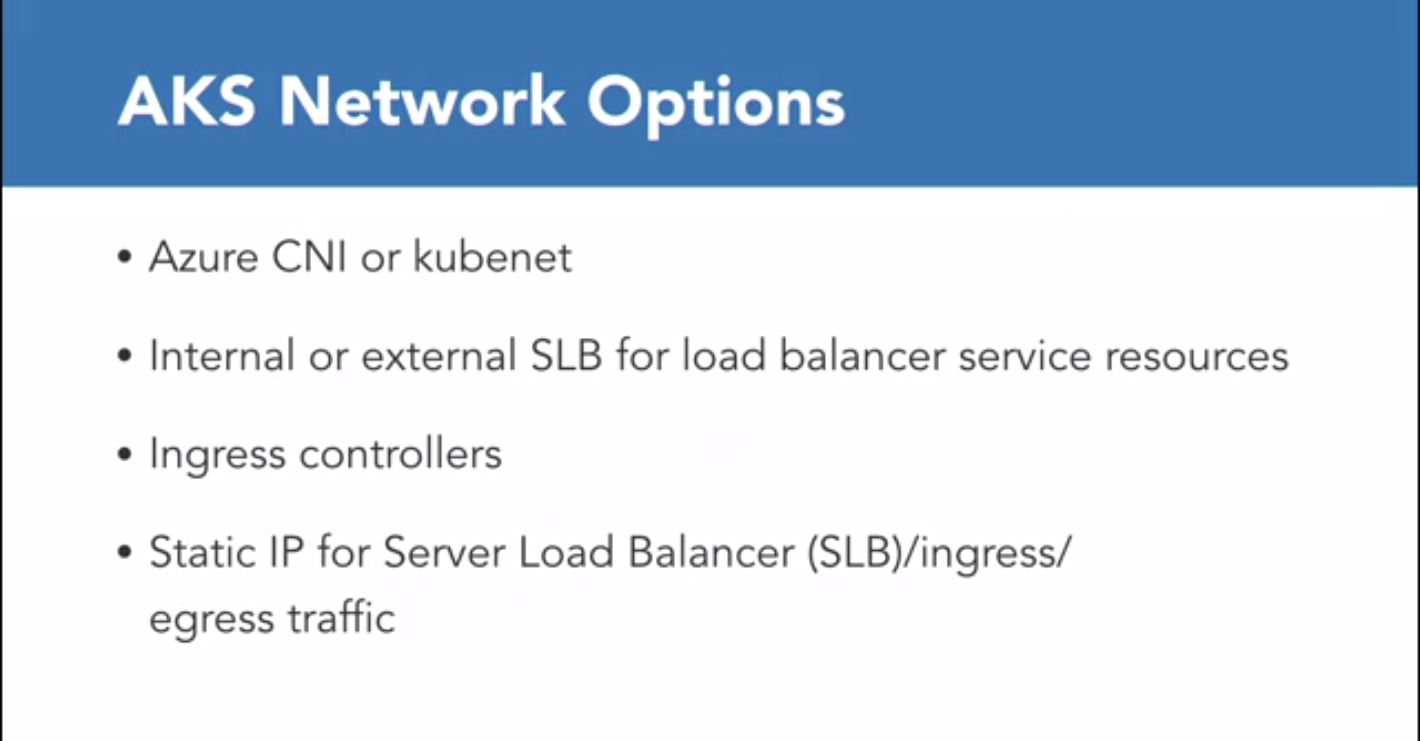 AKS Network Options
• Azure CNI or kubenet
• Internal or external SLB for load balancer service resources
• Ingress controllers
• Static IP for Server Load Balancer (SLB)/ingress/
egress traffic